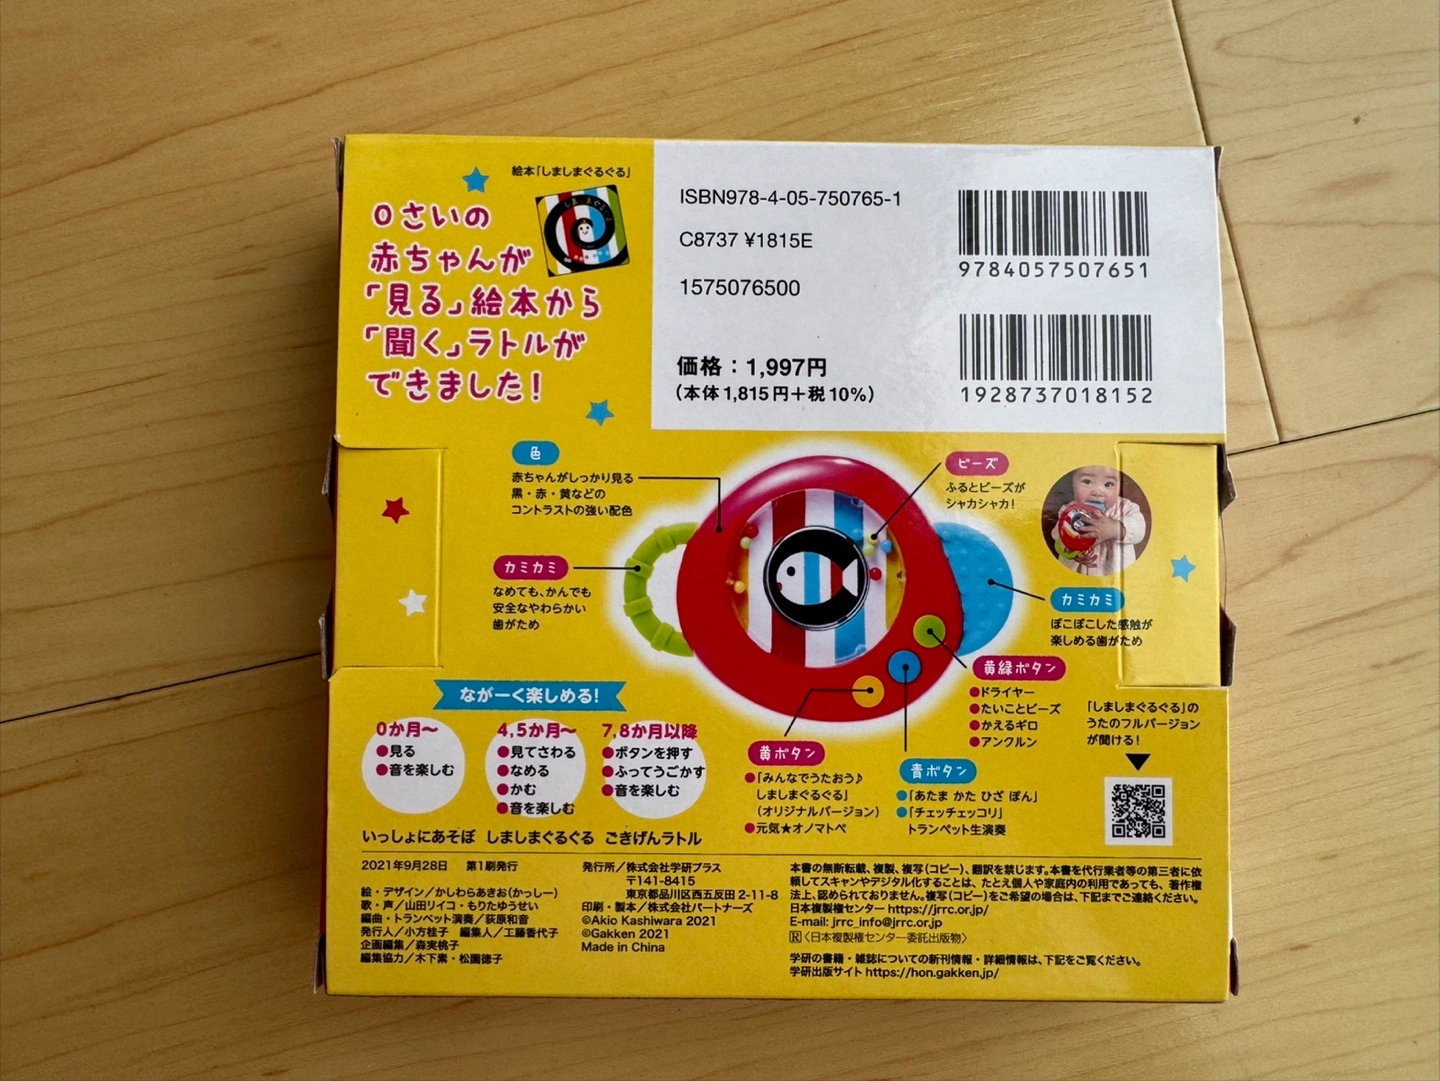 絵本「しましまぐるぐる」
0さいの
赤ちゃんが
「見る」絵本から
「聞く」ラトルが
できました!
ISBN978-4-05-750765-1
C8737 ¥1815E
1575076500
価格：1,997円
（本体1,815円＋税10%）
9784057507651
1928737018152
色
赤ちゃんがしっかり見る
黒・赤・黄などの
コントラストの強い配色
カミカミ
なめても、かんでも
安全なやわらかい
歯がため
ビーズ
ふるとビーズが
シャカシャカ!
カミカミ
ぽこぽこした感触が
楽しめる歯がため
黄緑ボタン
●ドライヤー
●たいことビーズ
●かえるギロ
●アンクルン
青ボタン
●「あたま かた ひざ ぽん」
●「チェッチェッコリ」
トランペット生演奏
黄ボタン
●「みんなでうたおう♪
しましまぐるぐる」
（オリジナルバージョン）
●元気★オノマトペ
「しましまぐるぐる」の
うたのフルバージョン
が聞ける!
ながーく楽しめる!
0か月〜
●見る
●音を楽しむ
4,5か月〜
●見てさわる
●なめる
●かむ
●音を楽しむ
7,8か月以降
●ボタンを押す
●ふってうごかす
●音を楽しむ
いっしょにあそぼ しましまぐるぐる ごきげんラトル
2021年9月28日 第1刷発行
絵・デザイン／かしわらあきお(かっしー)
歌・声／山田リイコ・もりたゆうせい
編曲・トランペット演奏／荻原和音
発行人／小方桂子 編集人／工藤香代子
企画編集／森実桃子
編集協力／木下素・松園徳子
発行所／株式会社学研プラス
〒141-8415
東京都品川区西五反田 2-11-8
印刷・製本／株式会社パートナーズ
©Akio Kashiwara 2021
©Gakken 2021
Made in China
本書の無断転載、複製、複写（コピー）、翻訳を禁じます。本書を代行業者等の第三者に依
頼してスキャンやデジタル化することは、たとえ個人や家庭内の利用であっても、著作権
法上、認められておりません。複写（コピー）をご希望の場合は、下記までご連絡ください。
日本複製権センター https://jrrc.or.jp/
E-mail: jrrc_info@jrrc.or.jp
R〈日本複製権センター委託出版物〉
学研の書籍・雑誌についての新刊情報・詳細情報は、下記をご覧ください。
学研出版サイト https://hon.gakken.jp/